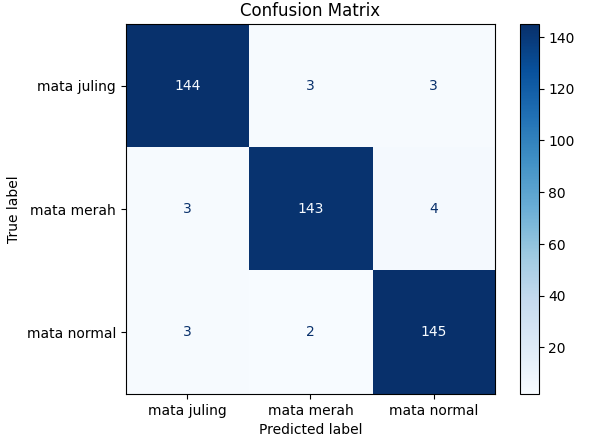 Confusion Matrix
True label
mata juling
144
3
3
mata merah
3
143
4
mata normal
3
2
145
mata juling
mata merah
mata normal
Predicted label
140
120
100
80
60
40
20